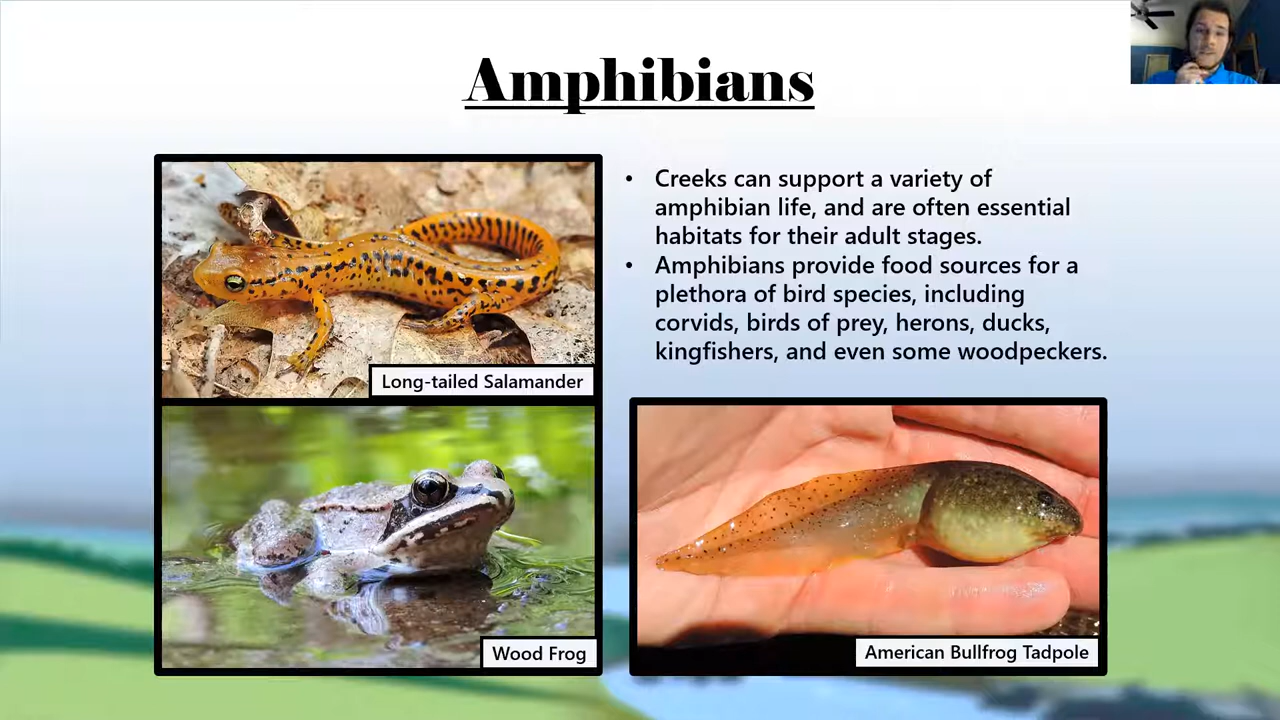 Amphibians
• Creeks can support a variety of
amphibian life, and are often essential
habitats for their adult stages.
• Amphibians provide food sources for a
plethora of bird species, including
corvids, birds of prey, herons, ducks,
kingfishers, and even some woodpeckers.
Long-tailed Salamander
Wood Frog
American Bullfrog Tadpole